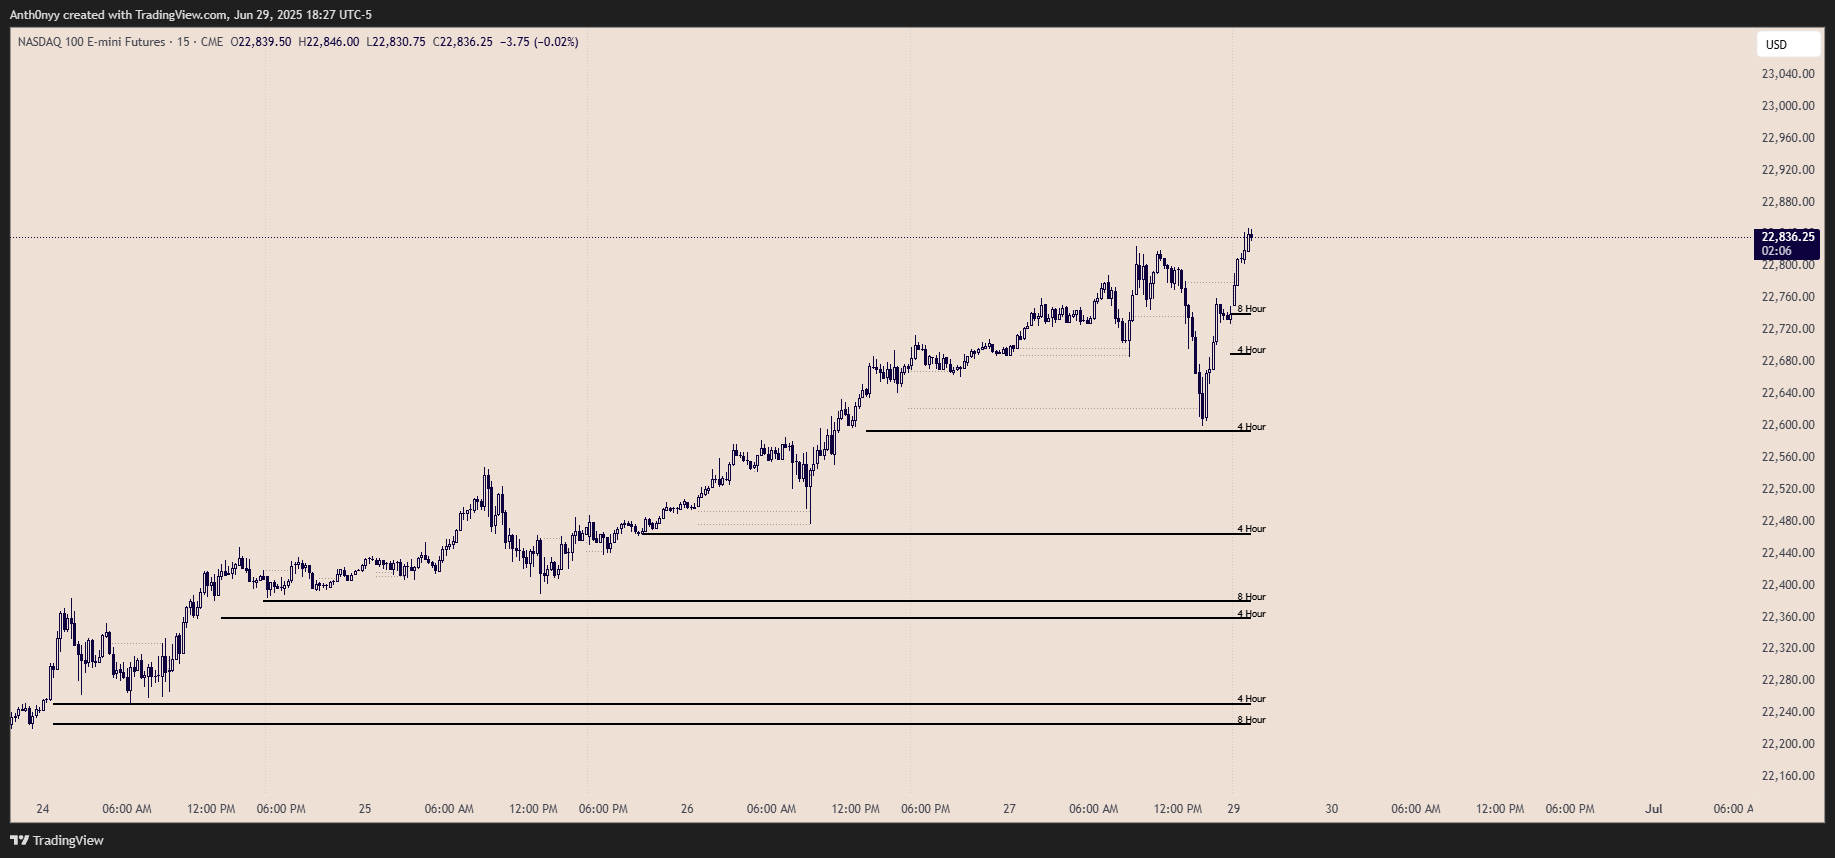 Anth0nyy created with TradingView.com, Jun 29, 2025 18:27 UTC-5
NASDAQ 100 E-mini Futures · 15 · CME O22,839.50 H22,846.00 L22,830.75 C22,836.25 −3.75 (−0.02%)
USD
23,040.00
23,000.00
22,960.00
22,920.00
22,880.00
22,836.25
02:06
22,800.00
22,760.00
8 Hour
22,720.00
4 Hour
22,680.00
22,640.00
22,600.00
4 Hour
22,560.00
22,520.00
4 Hour
22,480.00
22,440.00
22,400.00
8 Hour
4 Hour
22,360.00
22,320.00
22,280.00
4 Hour
22,240.00
8 Hour
22,200.00
22,160.00
24 06:00 AM 12:00 PM 06:00 PM 25 06:00 AM 12:00 PM 06:00 PM 26 06:00 AM 12:00 PM 06:00 PM 27 06:00 AM 12:00 PM 29 30 06:00 AM 12:00 PM 06:00 PM Jul 06:00 A
TradingView